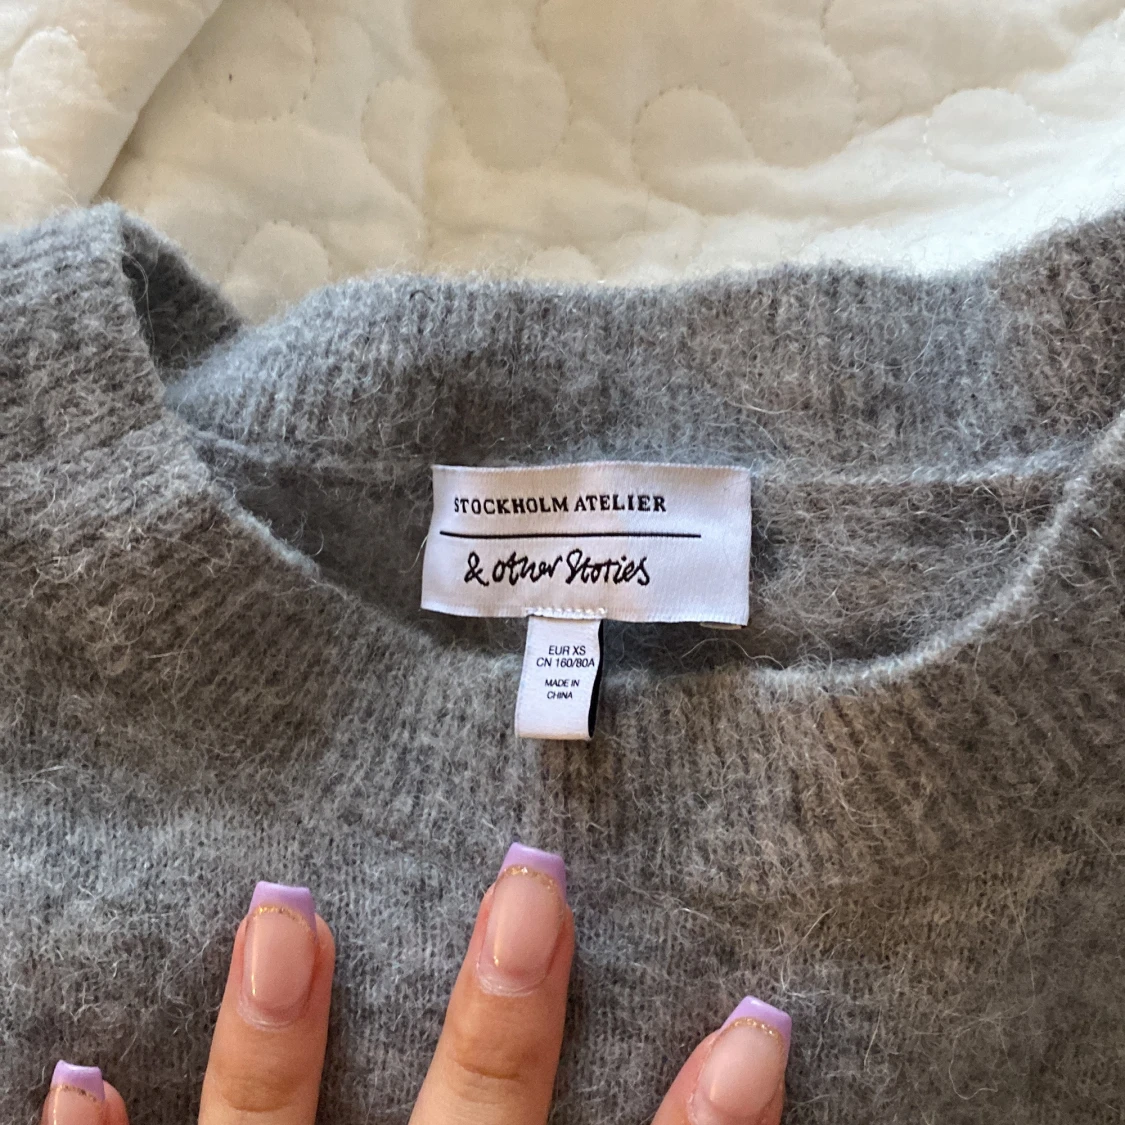 STOCKHOLM ATELIER
& other Stories
EUR XS
CN 160/80A
MADE IN
CHINA